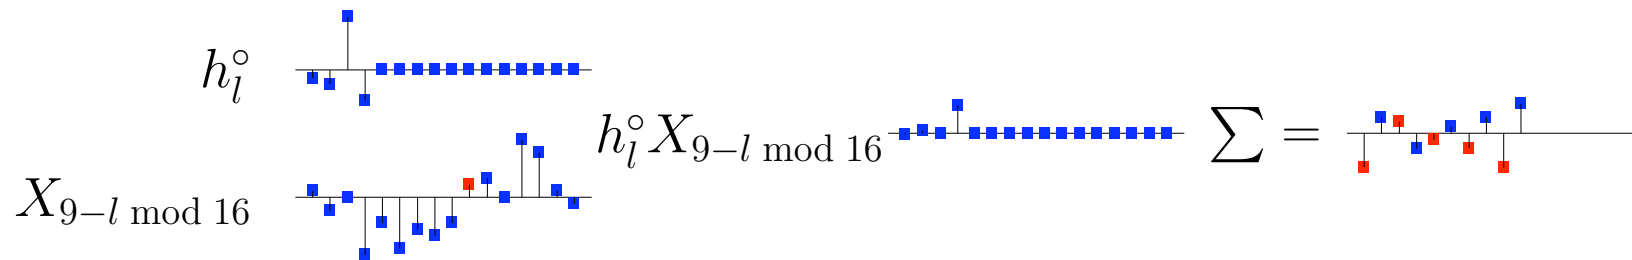 h_l^∘
h_l^∘ X_{9−l mod 16} ∑ =
X_{9−l mod 16}